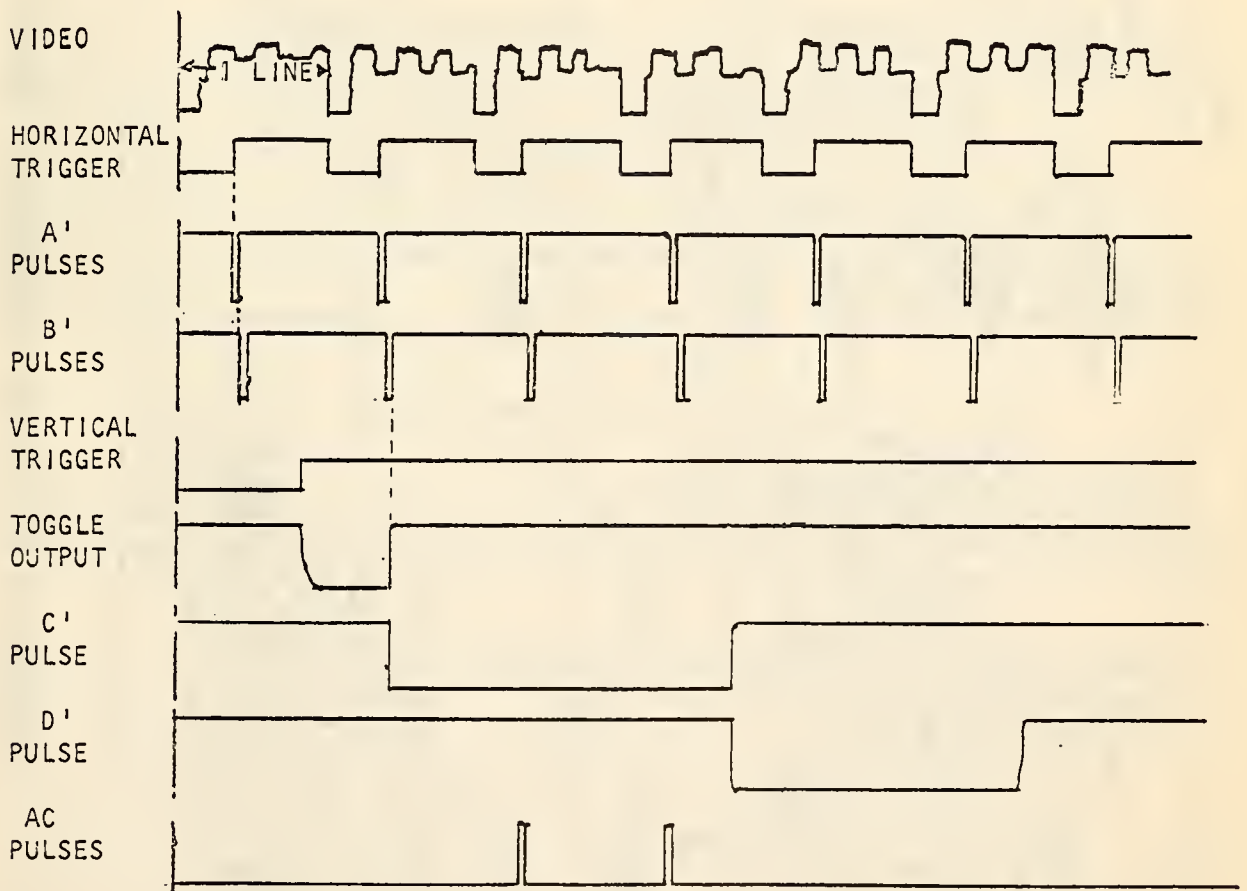 VIDEO
1 LINE
HORIZONTAL
TRIGGER
A'
PULSES
B'
PULSES
VERTICAL
TRIGGER
TOGGLE
OUTPUT
C'
PULSE
D'
PULSE
AC
PULSES